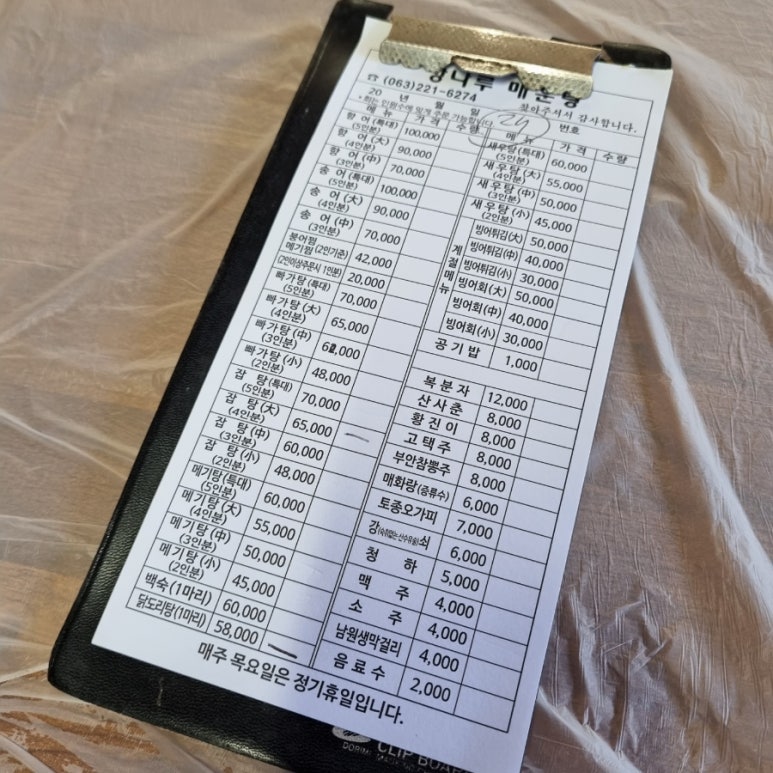 나루 매운탕
☎ (063)221-6274
찾아주셔서 감사합니다.
20 년 월 일
24
번호
메 뉴 가 격 수 량
향 어 (특대) (5인분) 100,000
향 어 (大) (4인분) 90,000
향 어 (中) (3인분) 70,000
송 어 (특대) (5인분) 100,000
송 어 (大) (4인분) 90,000
송 어 (中) (3인분) 70,000
붕어찜
메기찜 (2인기준) 42,000
(2인이상주문시 1인분) 20,000
빠가탕 (특대) (5인분) 70,000
빠가탕 (大) (4인분) 65,000
빠가탕 (中) (3인분)
빠가탕 (小) (2인분) 48,000
잡 탕 (특대) (5인분) 70,000
잡 탕 (大) (4인분) 65,000
잡 탕 (中) (3인분) 60,000
잡 탕 (小) (2인분) 48,000
메기탕 (특대) (5인분) 60,000
메기탕 (大) (4인분) 55,000
메기탕 (中) (3인분) 50,000
메기탕 (小) (2인분) 45,000
백숙 (1마리) 60,000
닭도리탕 (1마리) 58,000
메 뉴 가 격 수 량
새우탕 (특대) (5인분) 60,000
새우탕 (大) (4인분) 55,000
새우탕 (中) (3인분) 50,000
새우탕 (小) (2인분) 45,000
계절메뉴
빙어튀김(大) 50,000
빙어튀김(中) 40,000
빙어튀김(小) 30,000
빙어회 (大) 50,000
빙어회 (中) 40,000
빙어회 (小) 30,000
공 기 밥 1,000
복 분 자 12,000
산 사 춘 8,000
황 진 이 8,000
고 택 주 8,000
부안참뽕주 8,000
매화랑(증류수) 6,000
토종오가피 7,000
강 쇠 6,000
청 하 5,000
맥 주 4,000
소 주 4,000
남원생막걸리 4,000
음 료 수 2,000
매주 목요일은 정기휴일입니다.
CLIP BOA